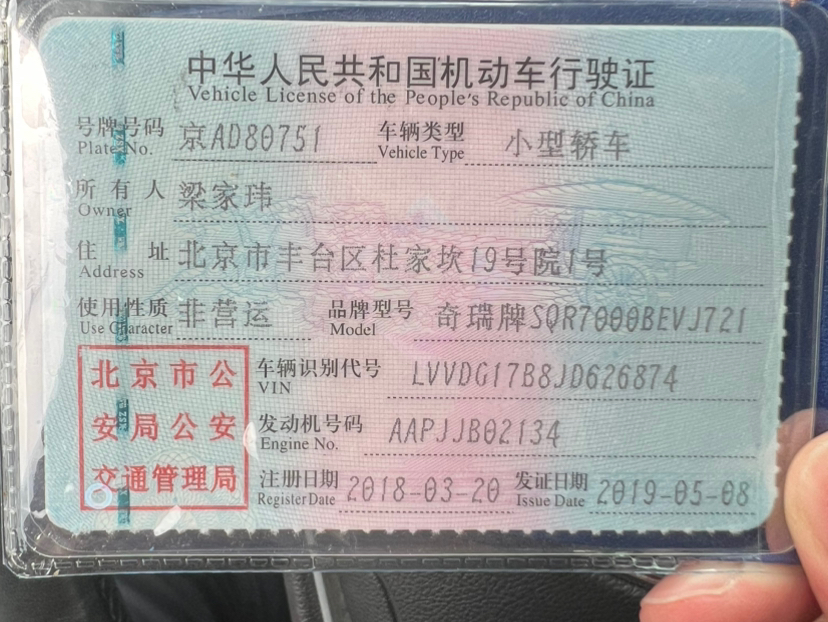 中华人民共和国机动车行驶证
Vehicle License of the People's Republic of China
号牌号码 京AD80751 车辆类型 小型轿车
Plate No. Vehicle Type
所有人 梁家玮
Owner
住址 北京市丰台区杜家坎19号院1号
Address
使用性质 非营运 品牌型号 奇瑞牌SQR7000BEVJ721
Use Character Model
北京市公 车辆识别代号 LVVDG17B8JD626874
VIN
安局公安 发动机号码 AAPJJB02134
Engine No.
交通管理局 注册日期 2018-03-20 发证日期 2019-05-08
Register Date Issue Date